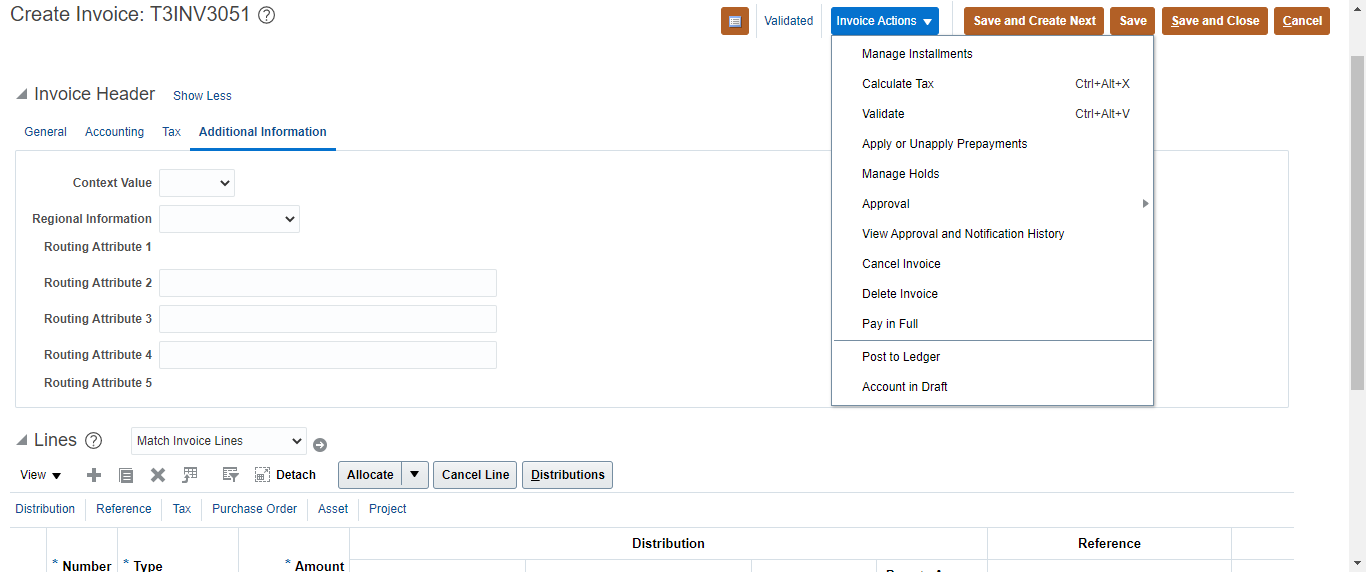 Create Invoice: T3INV3051 ?
Validated
Invoice Actions
Save and Create Next
Save
Save and Close
Cancel
Manage Installments
Calculate Tax Ctrl+Alt+X
Validate Ctrl+Alt+V
Apply or Unapply Prepayments
Manage Holds
Approval
View Approval and Notification History
Cancel Invoice
Delete Invoice
Pay in Full
Post to Ledger
Account in Draft
Invoice Header Show Less
General Accounting Tax Additional Information
Context Value
Regional Information
Routing Attribute 1
Routing Attribute 2
Routing Attribute 3
Routing Attribute 4
Routing Attribute 5
Lines ? Match Invoice Lines
View Detach Allocate Cancel Line Distributions
Distribution Reference Tax Purchase Order Asset Project
Distribution Reference
* Number * Type * Amount